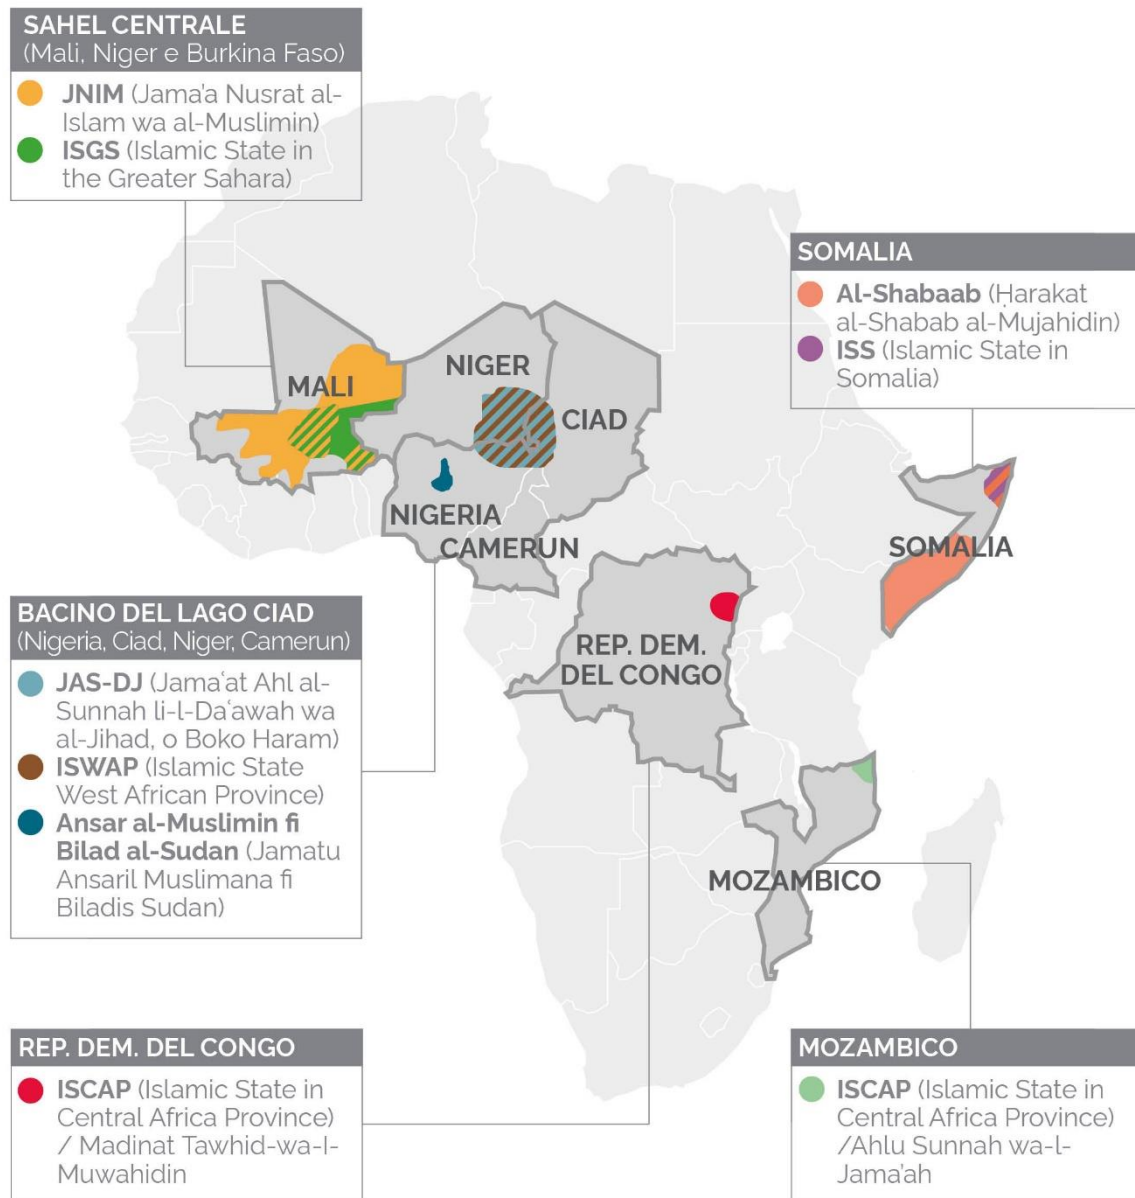 SAHEL CENTRALE
(Mali, Niger e Burkina Faso)
JNIM (Jama'a Nusrat al-
Islam wa al-Muslimin)
ISGS (Islamic State in
the Greater Sahara)
SOMALIA
Al-Shabaab (Ḥarakat
al-Shabab al-Mujahidin)
ISS (Islamic State in
Somalia)
NIGER
MALI
CIAD
NIGERIA
CAMERUN
SOMALIA
BACINO DEL LAGO CIAD
(Nigeria, Ciad, Niger, Camerun)
JAS-DJ (Jamaʿat Ahl al-
Sunnah li-l-Daʿawah wa
al-Jihad, o Boko Haram)
ISWAP (Islamic State
West African Province)
Ansar al-Muslimin fi
Bilad al-Sudan (Jamatu
Ansaril Muslimana fi
Biladis Sudan)
REP. DEM.
DEL CONGO
MOZAMBICO
REP. DEM. DEL CONGO
ISCAP (Islamic State in
Central Africa Province)
/ Madinat Tawhid-wa-l-
Muwahidin
MOZAMBICO
ISCAP (Islamic State in
Central Africa Province)
/Ahlu Sunnah wa-l-
Jama'ah